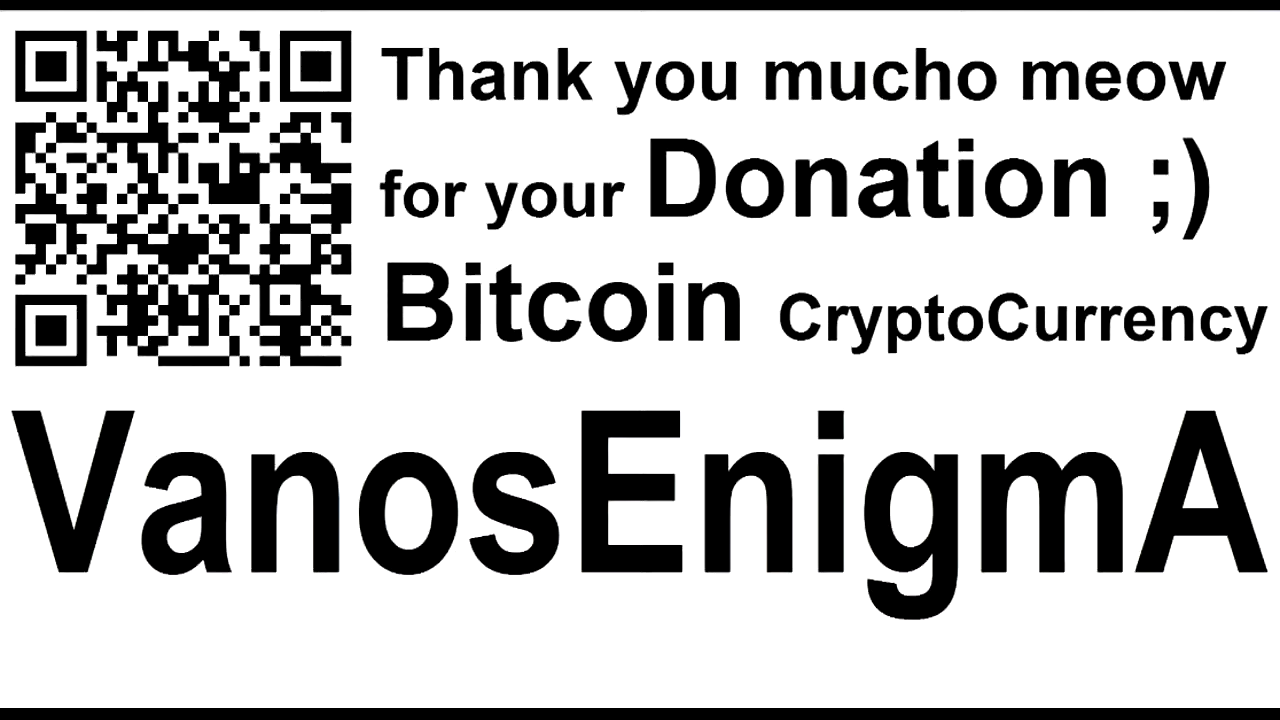 Thank you mucho meow
for your Donation ;)
Bitcoin CryptoCurrency
VanosEnigmA